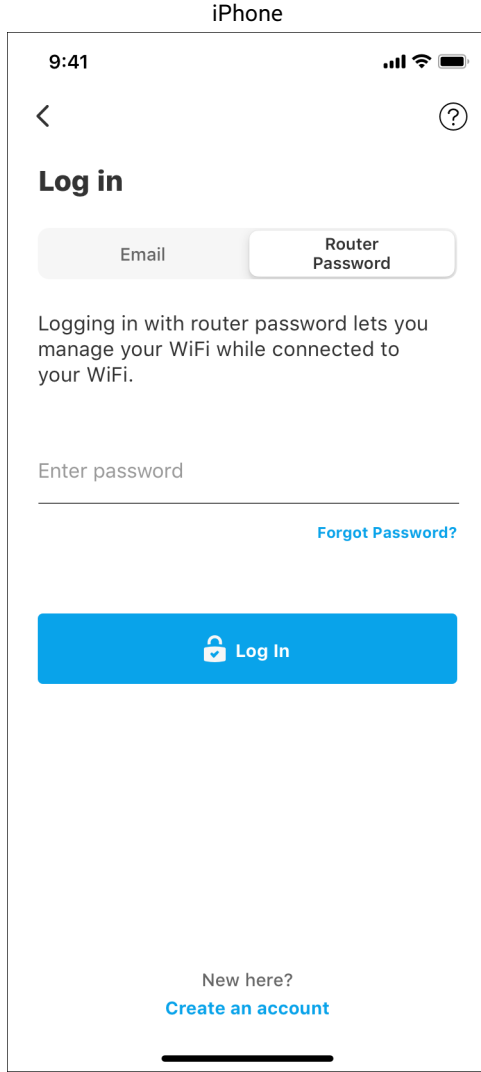 iPhone
9:41
?
Log in
Email
Router
Password
Logging in with router password lets you
manage your WiFi while connected to
your WiFi.
Enter password
Forgot Password?
Log In
New here?
Create an account